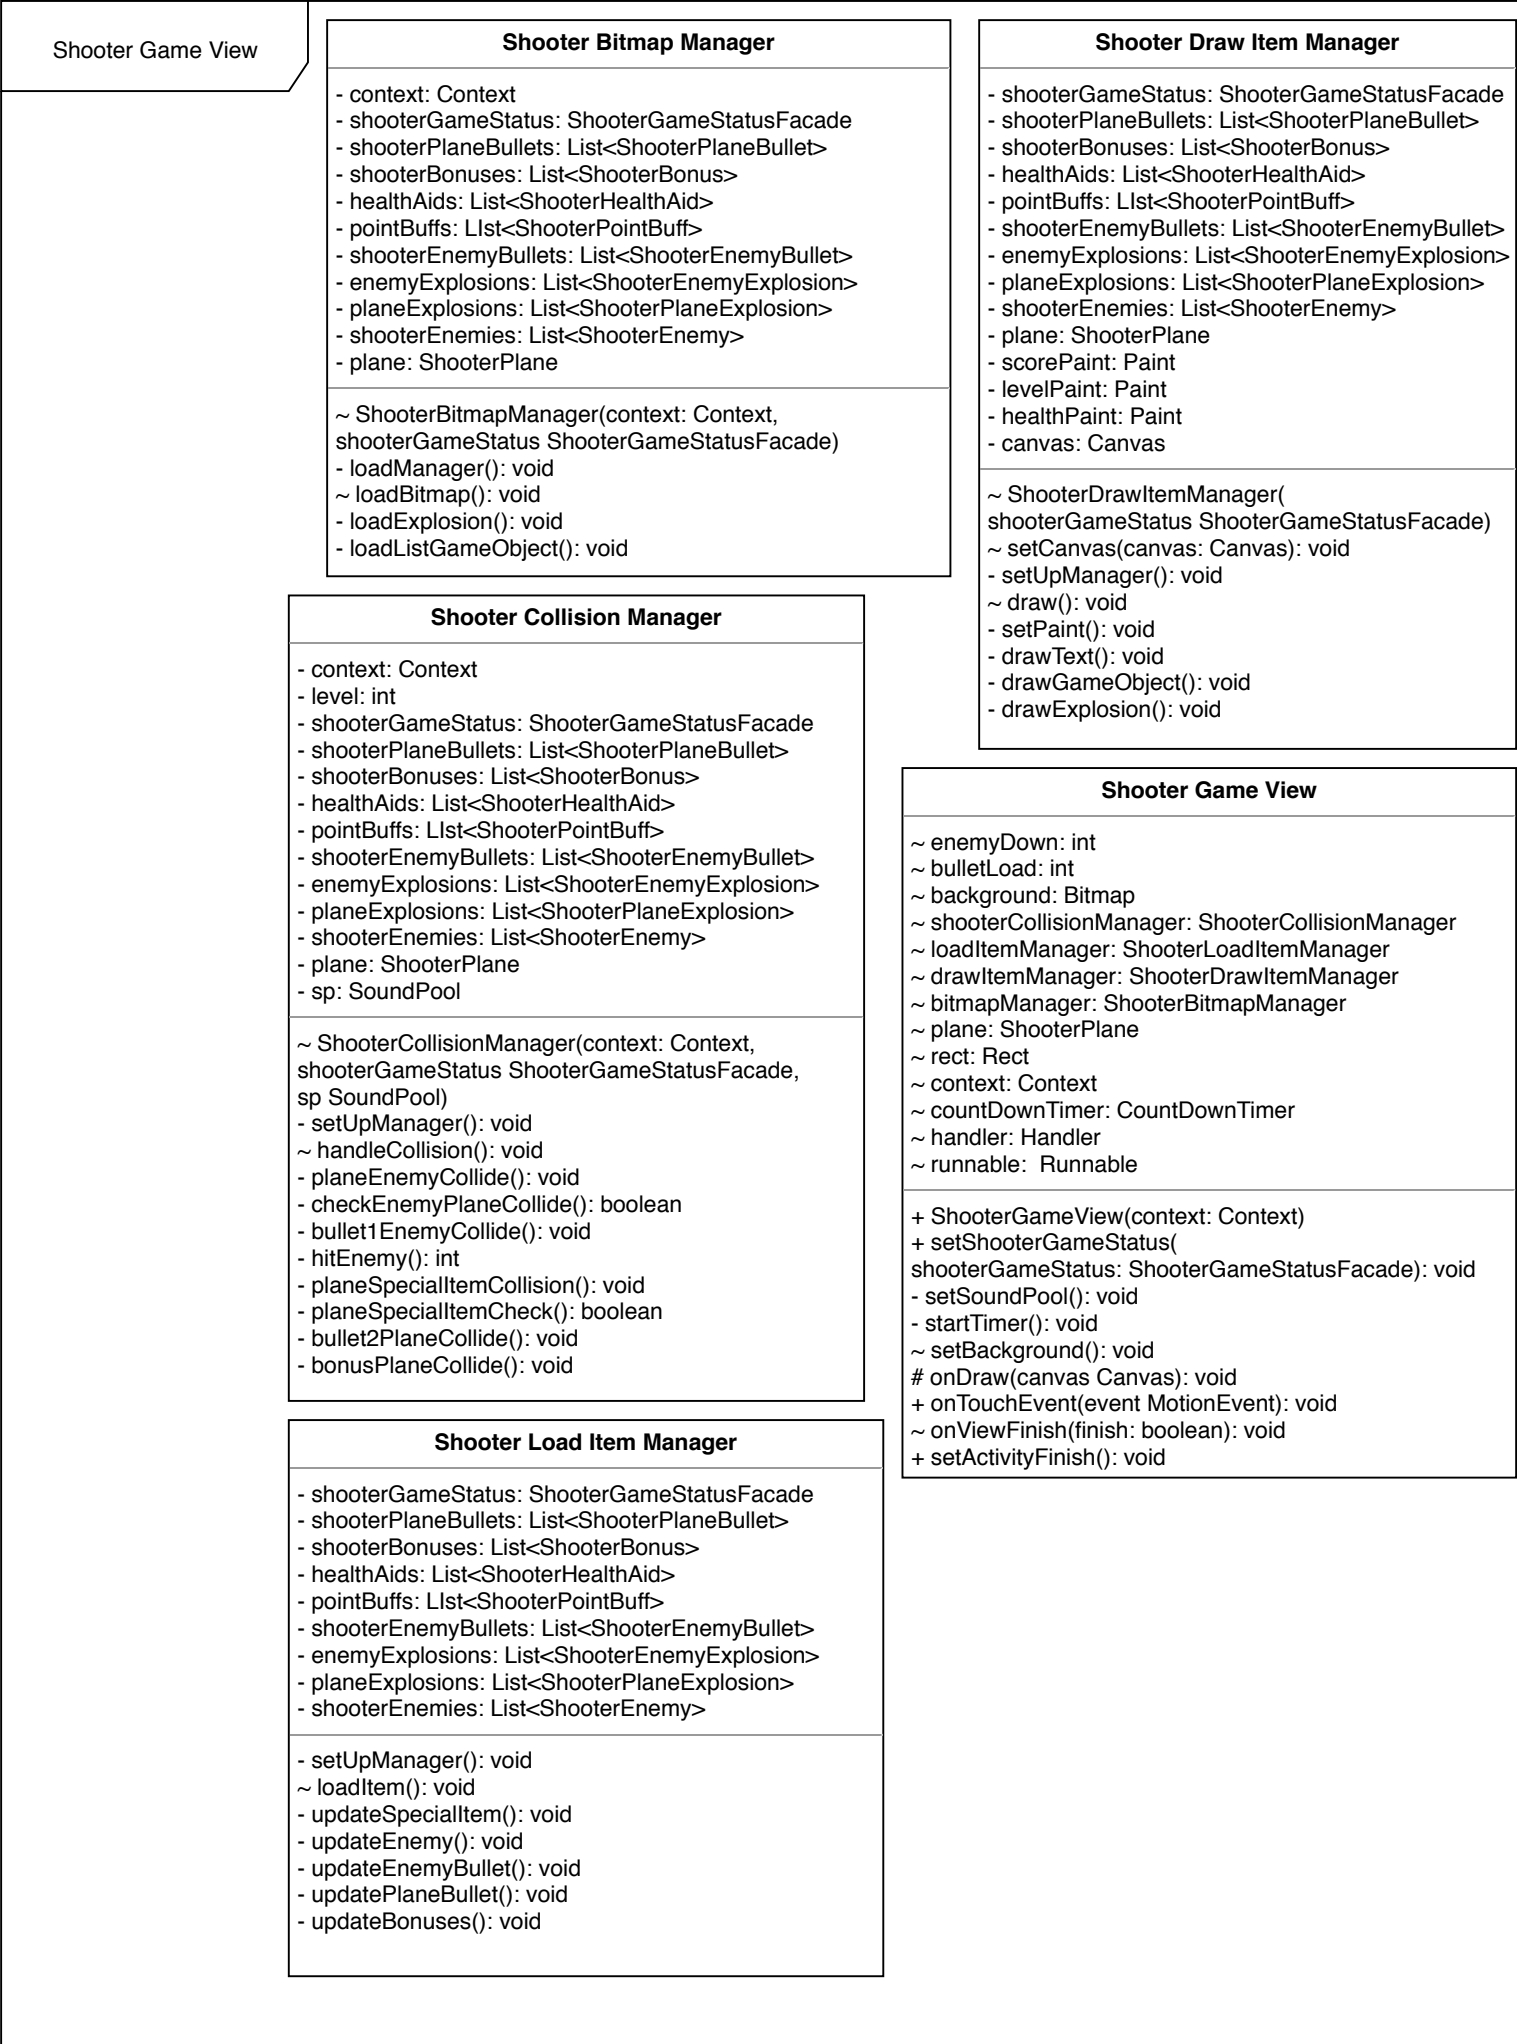 Shooter Game View
Shooter Bitmap Manager
- context: Context
- shooterGameStatus: ShooterGameStatusFacade
- shooterPlaneBullets: List<ShooterPlaneBullet>
- shooterBonuses: List<ShooterBonus>
- healthAids: List<ShooterHealthAid>
- pointBuffs: LIst<ShooterPointBuff>
- shooterEnemyBullets: List<ShooterEnemyBullet>
- enemyExplosions: List<ShooterEnemyExplosion>
- planeExplosions: List<ShooterPlaneExplosion>
- shooterEnemies: List<ShooterEnemy>
- plane: ShooterPlane
~ ShooterBitmapManager(context: Context,
shooterGameStatus ShooterGameStatusFacade)
- loadManager(): void
~ loadBitmap(): void
- loadExplosion(): void
- loadListGameObject(): void
Shooter Draw Item Manager
- shooterGameStatus: ShooterGameStatusFacade
- shooterPlaneBullets: List<ShooterPlaneBullet>
- shooterBonuses: List<ShooterBonus>
- healthAids: List<ShooterHealthAid>
- pointBuffs: LIst<ShooterPointBuff>
- shooterEnemyBullets: List<ShooterEnemyBullet>
- enemyExplosions: List<ShooterEnemyExplosion>
- planeExplosions: List<ShooterPlaneExplosion>
- shooterEnemies: List<ShooterEnemy>
- plane: ShooterPlane
- scorePaint: Paint
- levelPaint: Paint
- healthPaint: Paint
- canvas: Canvas
~ ShooterDrawItemManager(
shooterGameStatus ShooterGameStatusFacade)
~ setCanvas(canvas: Canvas): void
- setUpManager(): void
~ draw(): void
- setPaint(): void
- drawText(): void
- drawGameObject(): void
- drawExplosion(): void
Shooter Collision Manager
- context: Context
- level: int
- shooterGameStatus: ShooterGameStatusFacade
- shooterPlaneBullets: List<ShooterPlaneBullet>
- shooterBonuses: List<ShooterBonus>
- healthAids: List<ShooterHealthAid>
- pointBuffs: LIst<ShooterPointBuff>
- shooterEnemyBullets: List<ShooterEnemyBullet>
- enemyExplosions: List<ShooterEnemyExplosion>
- planeExplosions: List<ShooterPlaneExplosion>
- shooterEnemies: List<ShooterEnemy>
- plane: ShooterPlane
- sp: SoundPool
~ ShooterCollisionManager(context: Context,
shooterGameStatus ShooterGameStatusFacade,
sp SoundPool)
- setUpManager(): void
~ handleCollision(): void
- planeEnemyCollide(): void
- checkEnemyPlaneCollide(): boolean
- bullet1EnemyCollide(): void
- hitEnemy(): int
- planeSpecialItemCollision(): void
- planeSpecialItemCheck(): boolean
- bullet2PlaneCollide(): void
- bonusPlaneCollide(): void
Shooter Game View
~ enemyDown: int
~ bulletLoad: int
~ background: Bitmap
~ shooterCollisionManager: ShooterCollisionManager
~ loadItemManager: ShooterLoadItemManager
~ drawItemManager: ShooterDrawItemManager
~ bitmapManager: ShooterBitmapManager
~ plane: ShooterPlane
~ rect: Rect
~ context: Context
~ countDownTimer: CountDownTimer
~ handler: Handler
~ runnable:  Runnable
+ ShooterGameView(context: Context)
+ setShooterGameStatus(
shooterGameStatus: ShooterGameStatusFacade): void
- setSoundPool(): void
- startTimer(): void
~ setBackground(): void
# onDraw(canvas Canvas): void
+ onTouchEvent(event MotionEvent): void
~ onViewFinish(finish: boolean): void
+ setActivityFinish(): void
Shooter Load Item Manager
- shooterGameStatus: ShooterGameStatusFacade
- shooterPlaneBullets: List<ShooterPlaneBullet>
- shooterBonuses: List<ShooterBonus>
- healthAids: List<ShooterHealthAid>
- pointBuffs: LIst<ShooterPointBuff>
- shooterEnemyBullets: List<ShooterEnemyBullet>
- enemyExplosions: List<ShooterEnemyExplosion>
- planeExplosions: List<ShooterPlaneExplosion>
- shooterEnemies: List<ShooterEnemy>
- setUpManager(): void
~ loadItem(): void
- updateSpecialItem(): void
- updateEnemy(): void
- updateEnemyBullet(): void
- updatePlaneBullet(): void
- updateBonuses(): void